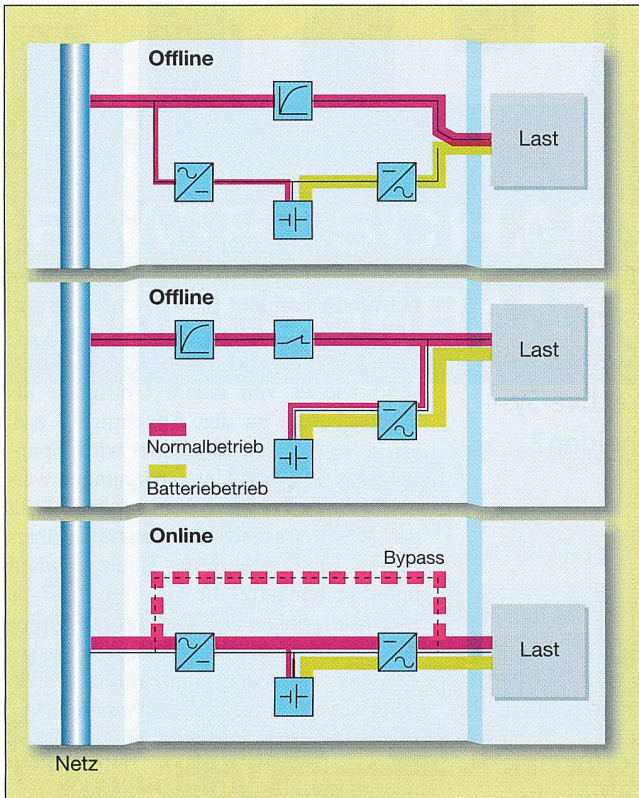 Offline
Last
Offline
Last
Normalbetrieb
Batteriebetrieb
Online
Bypass
Last
Netz